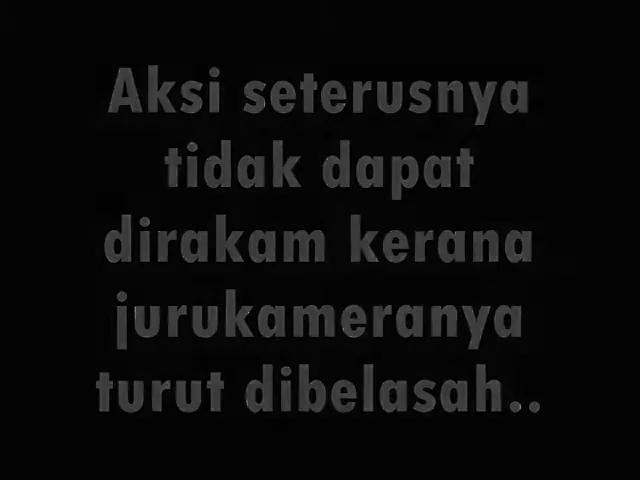 Aksi seterusnya
tidak dapat
dirakam kerana
jurukameranya
turut dibelasah..